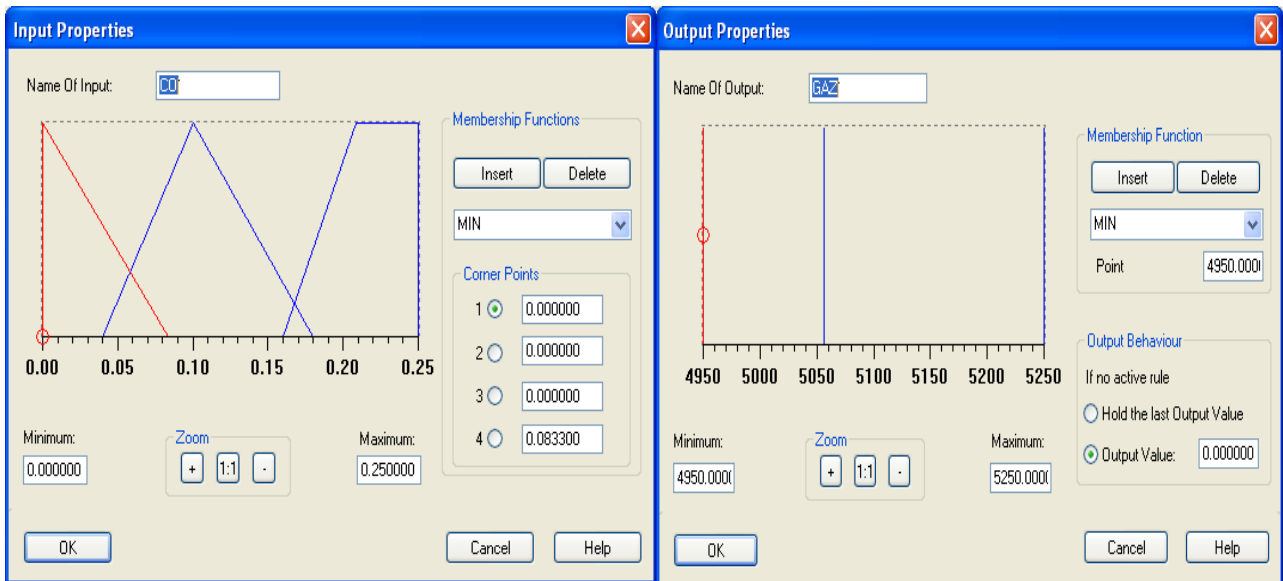 Input Properties
Name Of Input: CO
Membership Functions
Insert Delete
MIN
Corner Points
1 0.000000
2 0.000000
3 0.000000
4 0.083300
0.00 0.05 0.10 0.15 0.20 0.25
Minimum: Zoom Maximum:
0.000000 + 1:1 - 0.250000
OK Cancel Help
Output Properties
Name Of Output: GAZ
Membership Function
Insert Delete
MIN
Point 4950.000
4950 5000 5050 5100 5150 5200 5250
Output Behaviour
If no active rule
Hold the last Output Value
Output Value: 0.000000
Minimum: Zoom Maximum:
4950.000 + 1:1 - 5250.000
OK Cancel Help